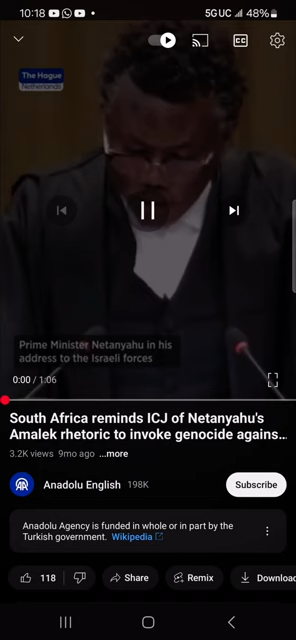 10:18
5G UC 48%
The Hague
Netherlands
CC
Prime Minister Netanyahu in his
address to the Israeli forces
0:00 / 1:06
South Africa reminds ICJ of Netanyahu's
Amalek rhetoric to invoke genocide agains...
3.2K views 9mo ago ...more
Anadolu English 198K
Subscribe
Anadolu Agency is funded in whole or in part by the
Turkish government. Wikipedia
118 Share Remix Downloac